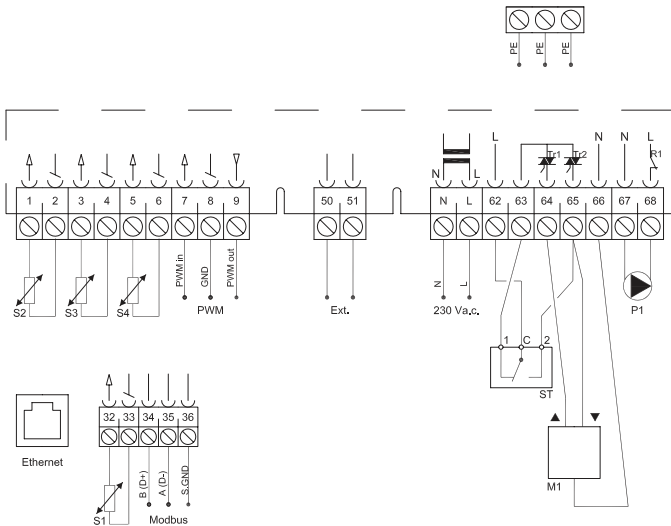 PE PE PE
N L L Tr1 Tr2 N N L R1
1 2 3 4 5 6 7 8 9 50 51 N L 62 63 64 65 66 67 68
PWM in GND PWM out N L
S2 S3 S4 PWM Ext. 230 Va.c. P1
1 C 2
ST
32 33 34 35 36
Ethernet
B (D+) A (D-) S.GND
M1
S1 Modbus